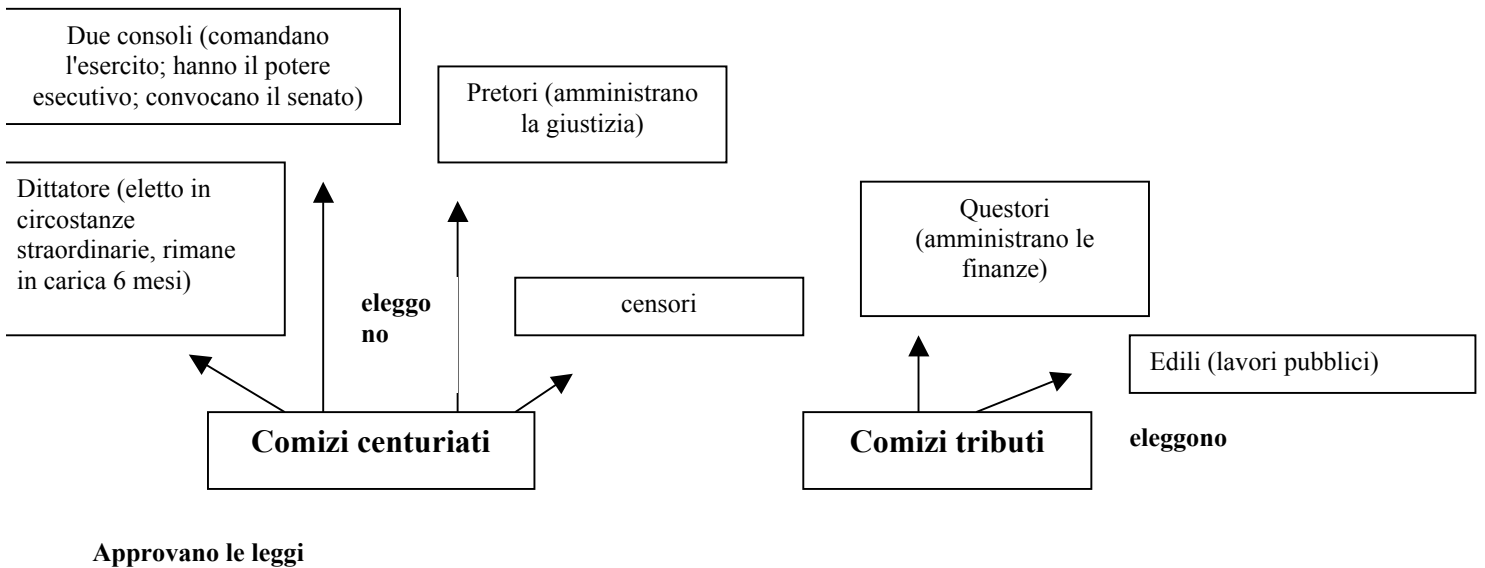 Due consoli (comandano
l'esercito; hanno il potere
esecutivo; convocano il senato)
Pretori (amministrano
la giustizia)
Dittatore (eletto in
circostanze
straordinarie, rimane
in carica 6 mesi)
Questori
(amministrano le
finanze)
eleggo
no
censori
Edili (lavori pubblici)
Comizi centuriati
Comizi tributi
eleggono
Approvano le leggi